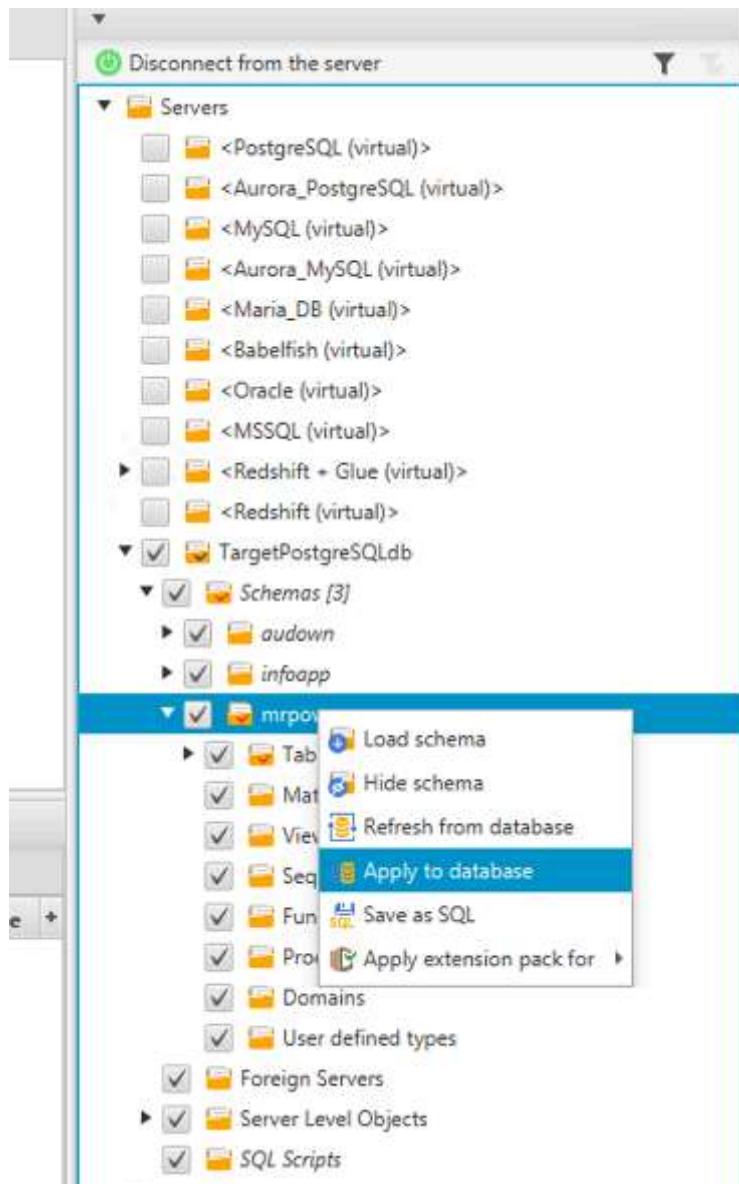 Disconnect from the server
Servers
<PostgreSQL (virtual)>
<Aurora_PostgreSQL (virtual)>
<MySQL (virtual)>
<Aurora_MySQL (virtual)>
<Maria_DB (virtual)>
<Babelfish (virtual)>
<Oracle (virtual)>
<MSSQL (virtual)>
<Redshift + Glue (virtual)>
<Redshift (virtual)>
TargetPostgreSQLdb
Schemas [3]
audown
infoapp
mrpov
Load schema
Tab
Hide schema
Mat
Refresh from database
View
Apply to database
Seq
Save as SQL
e +
Fun
Apply extension pack for
Proc
Domains
User defined types
Foreign Servers
Server Level Objects
SQL Scripts